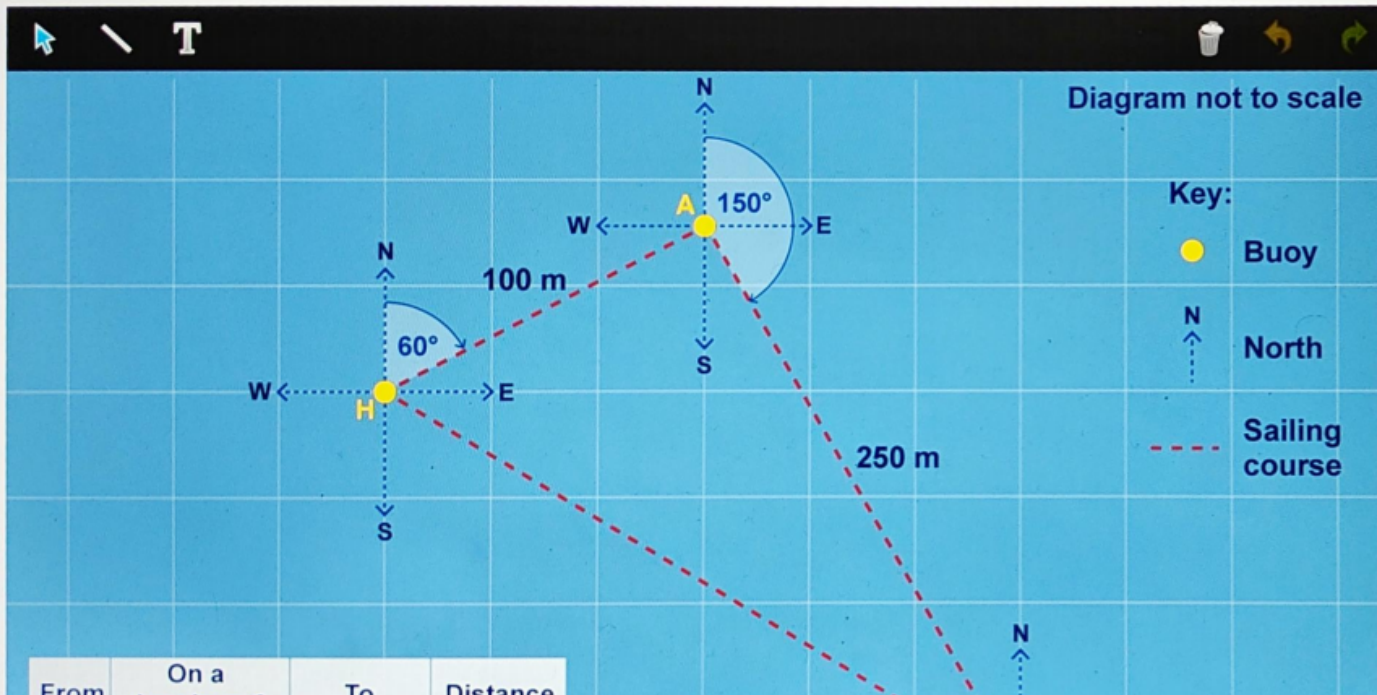 T
N
Diagram not to scale
Key:
A
150°
W
E
N
Buoy
100 m
N
S
60°
North
W
E
H
Sailing
course
250 m
S
N
On a
From
To
Distance